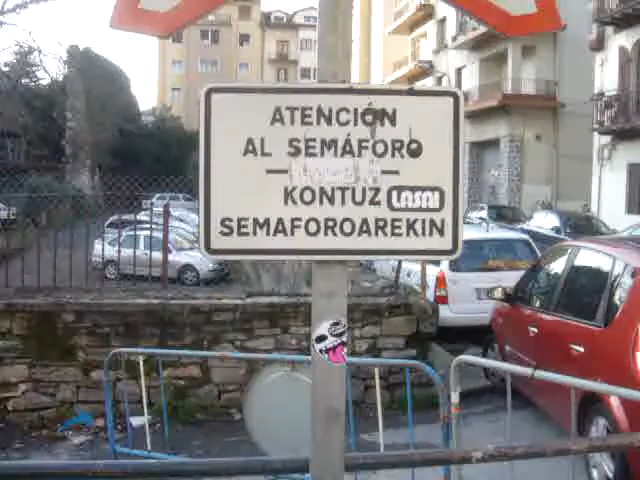 ATENCIÓN
AL SEMÁFORO
KONTUZ LASAI
SEMAFOROAREKIN